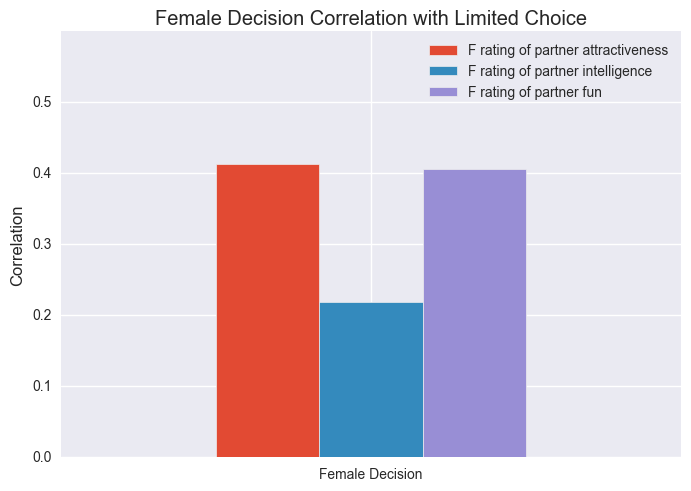 Female Decision Correlation with Limited Choice
F rating of partner attractiveness
F rating of partner intelligence
F rating of partner fun
0.5
0.4
0.3
0.2
0.1
0.0
Correlation
Female Decision